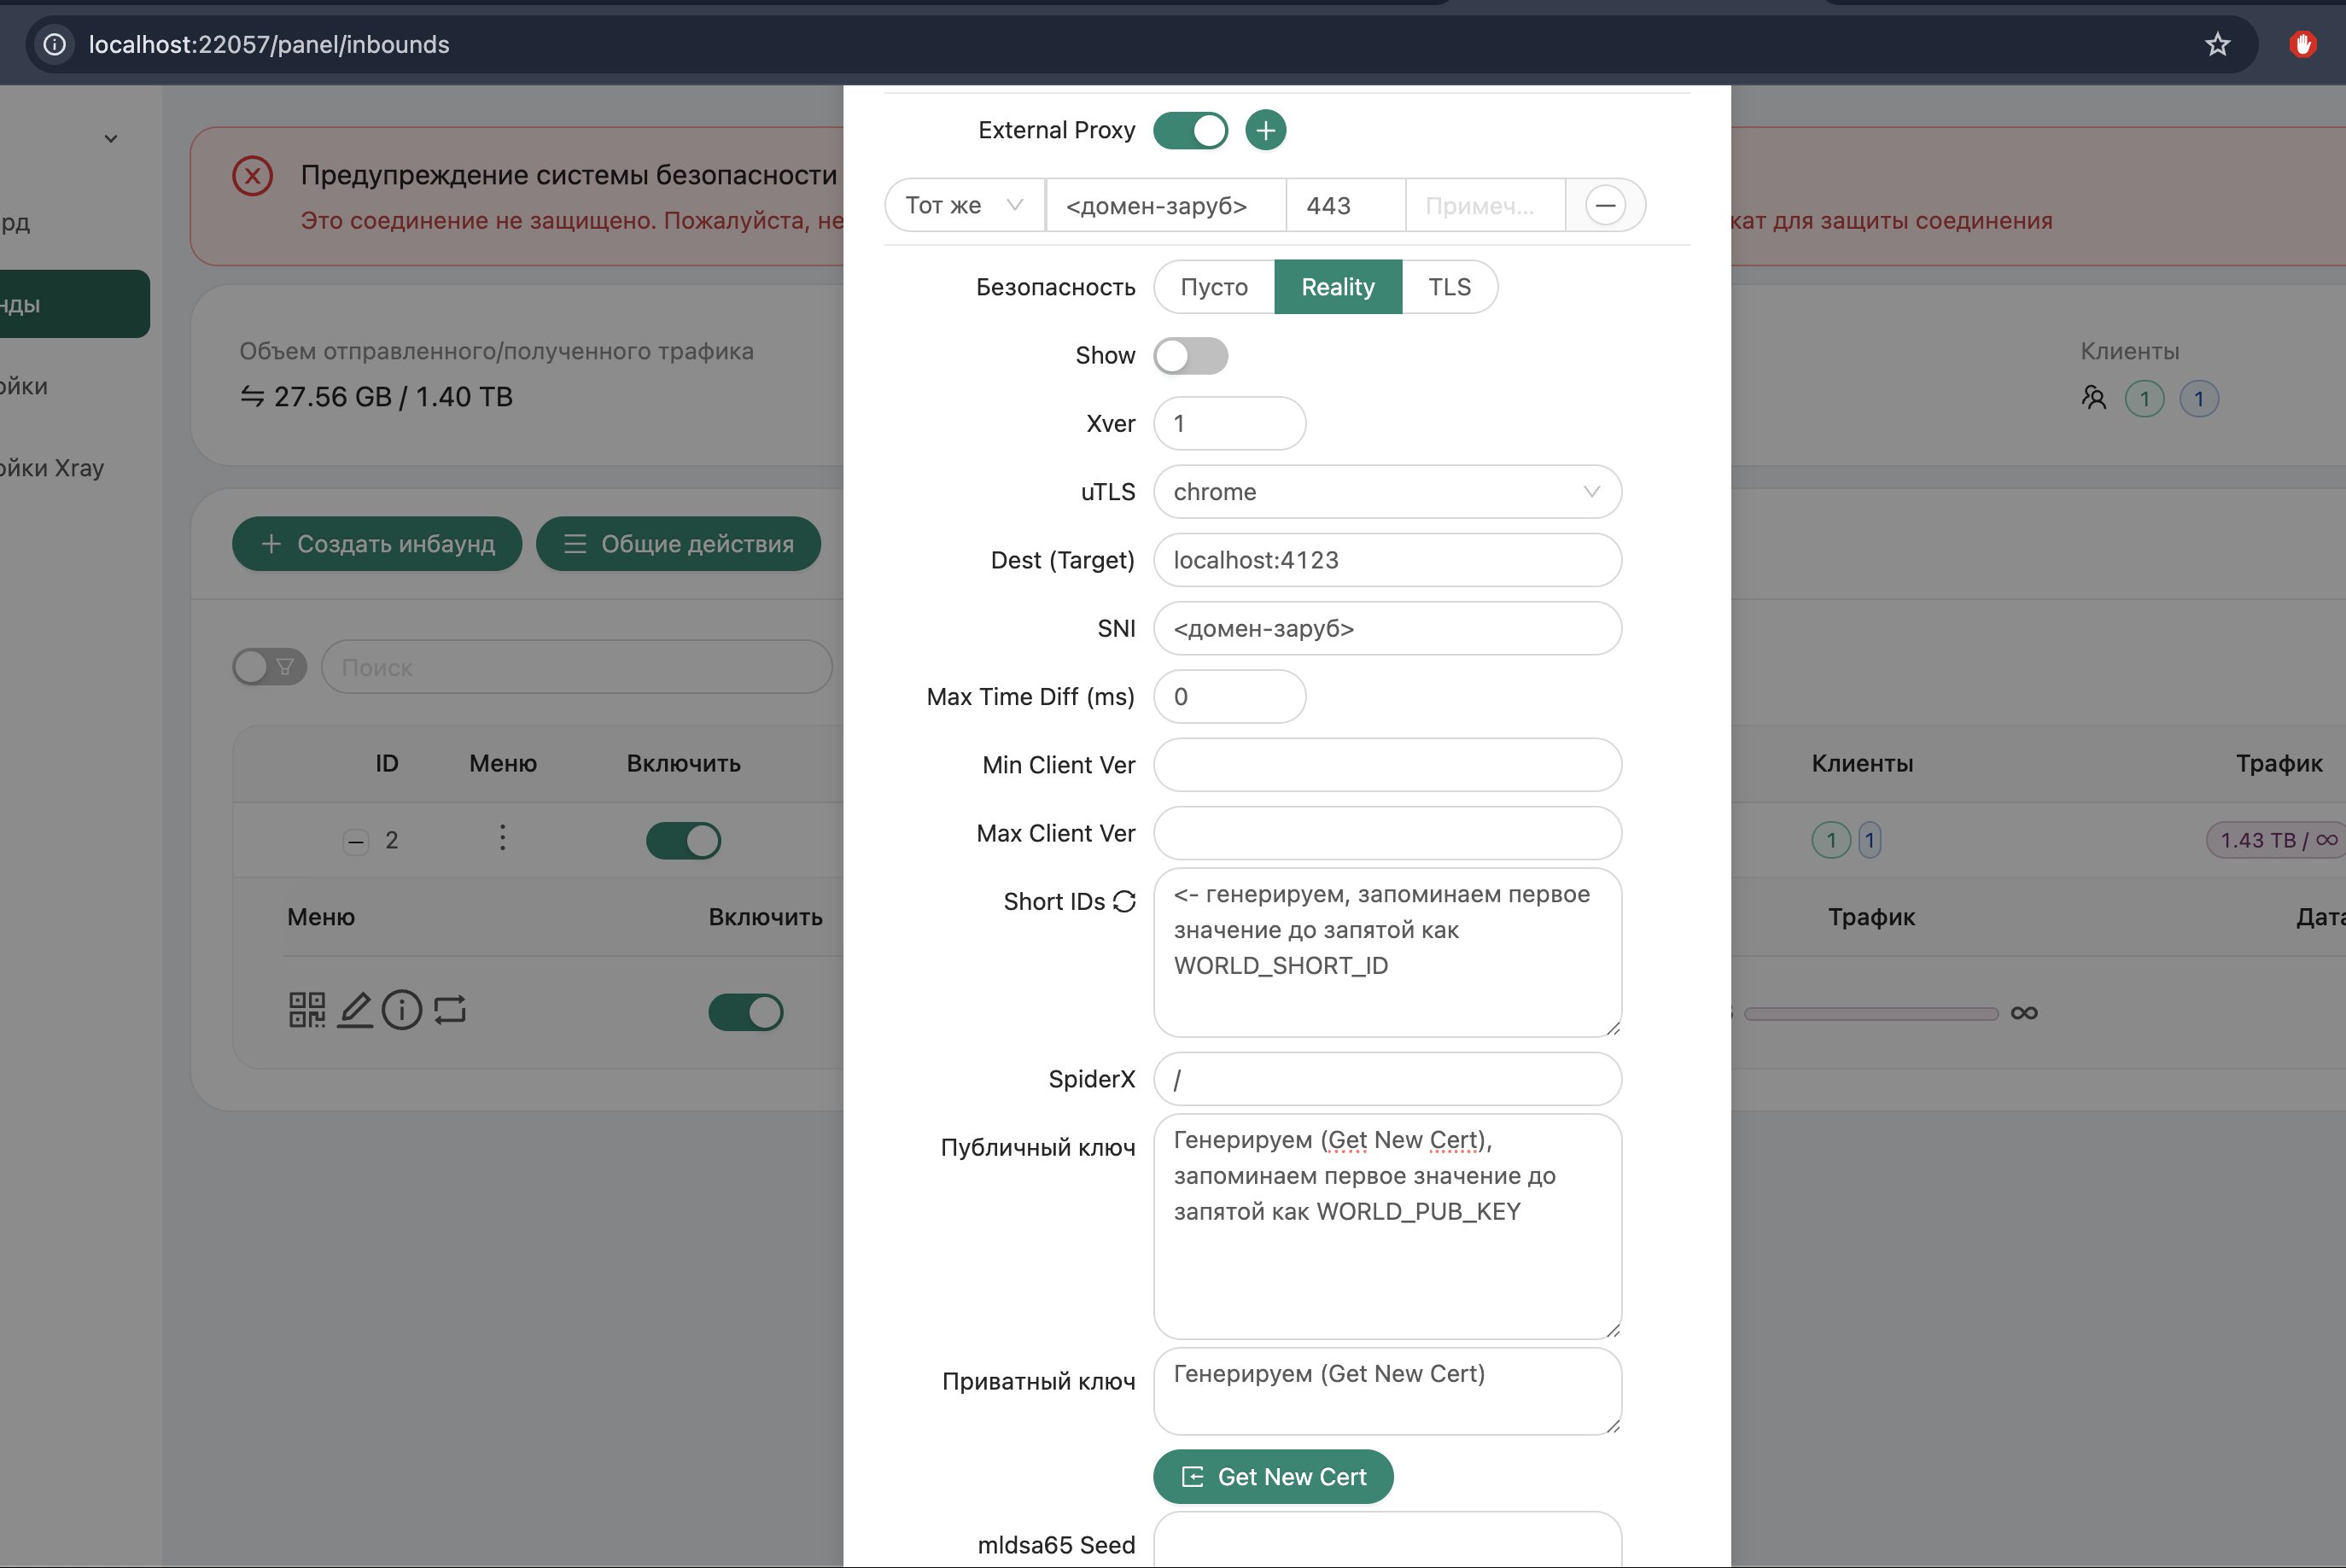 localhost:22057/panel/inbounds
External Proxy
Предупреждение системы безопасности
Это соединение не защищено. Пожалуйста, не
кат для защиты соединения
Тот же
<домен-заруб>
443
Примеч...
рд
нды
ойки
ойки Xray
Безопасность
Пусто
Reality
TLS
Объем отправленного/полученного трафика
27.56 GB / 1.40 TB
Клиенты
1
1
Show
Xver
1
uTLS
chrome
Создать инбаунд
Общие действия
Dest (Target)
localhost:4123
SNI
<домен-заруб>
Поиск
Max Time Diff (ms)
0
ID
Меню
Включить
Min Client Ver
Клиенты
Трафик
2
Max Client Ver
1
1
1.43 TB / ∞
Меню
Включить
Short IDs
<- генерируем, запоминаем первое
значение до запятой как
WORLD_SHORT_ID
Трафик
Дата
∞
SpiderX
/
Публичный ключ
Генерируем (Get New Cert),
запоминаем первое значение до
запятой как WORLD_PUB_KEY
Приватный ключ
Генерируем (Get New Cert)
Get New Cert
mldsa65 Seed